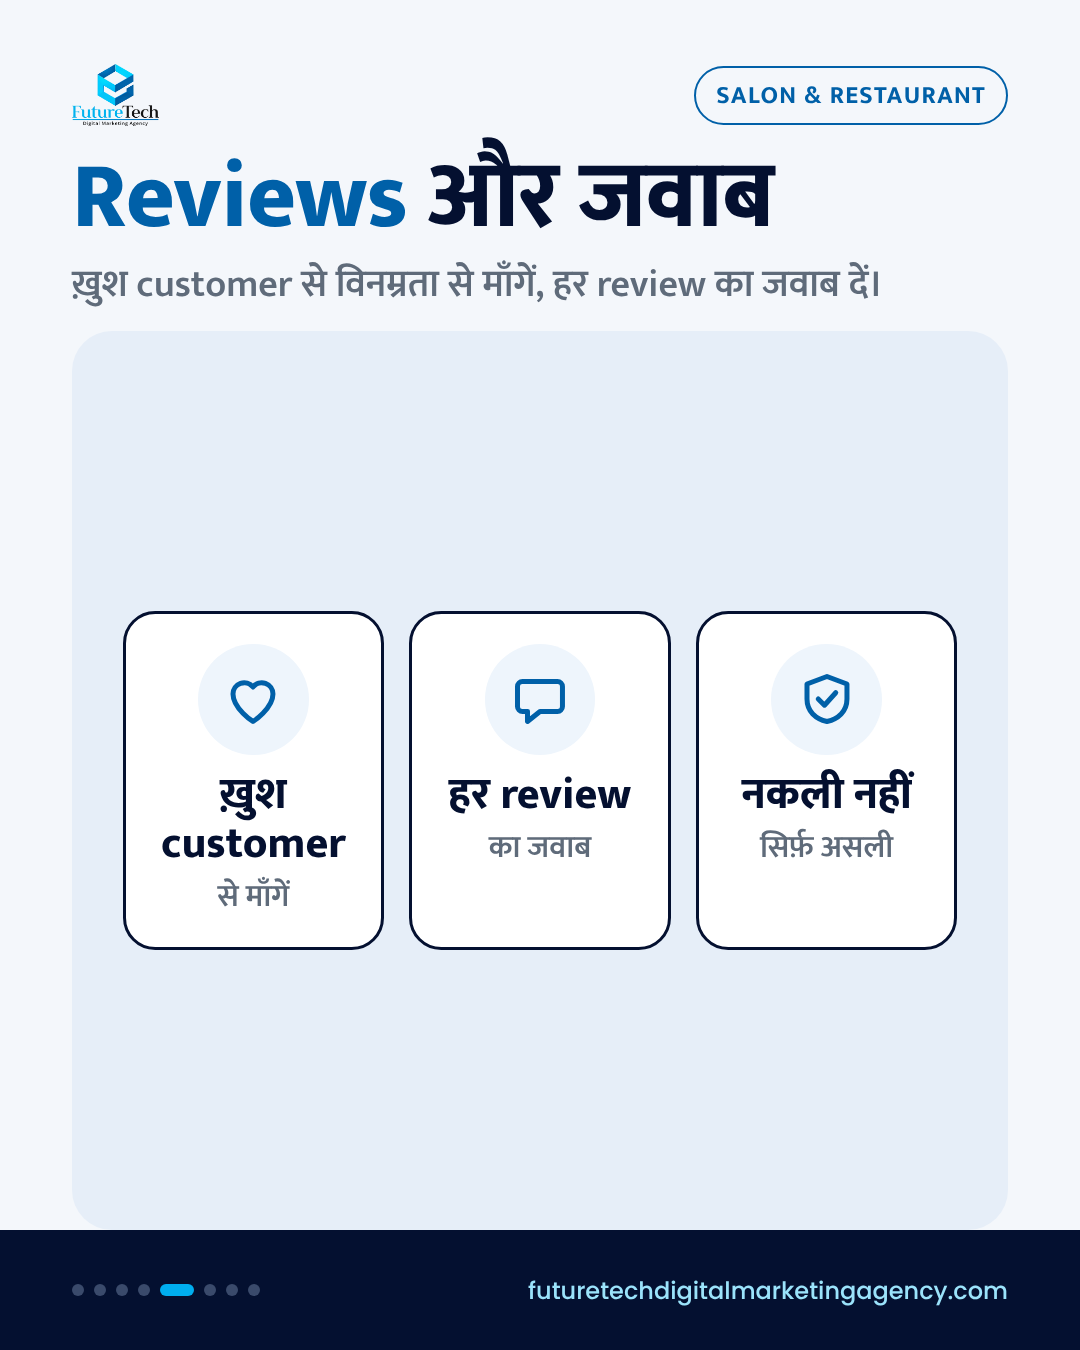 FutureTech
Digital Marketing Agency
SALON & RESTAURANT
Reviews और जवाब
ख़ुश customer से विनम्रता से माँगें, हर review का जवाब दें।
ख़ुश
customer
से माँगें
हर review
का जवाब
नकली नहीं
सिर्फ़ असली
futuretechdigitalmarketingagency.com